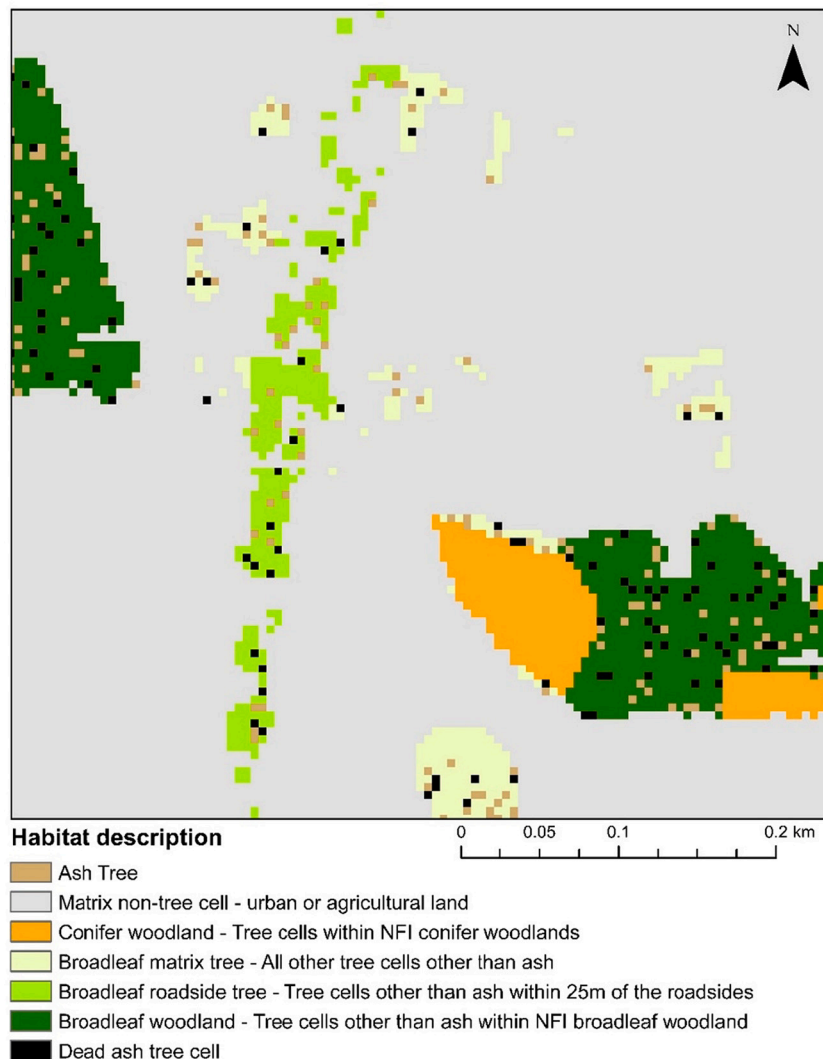 N
Habitat description
0 0.05 0.1 0.2 km
Ash Tree
Matrix non-tree cell - urban or agricultural land
Conifer woodland - Tree cells within NFI conifer woodlands
Broadleaf matrix tree - All other tree cells other than ash
Broadleaf roadside tree - Tree cells other than ash within 25m of the roadsides
Broadleaf woodland - Tree cells other than ash within NFI broadleaf woodland
Dead ash tree cell